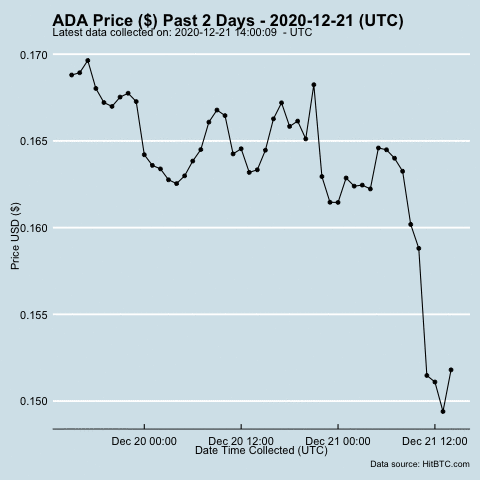 ADA Price ($) Past 2 Days - 2020-12-21 (UTC)
Latest data collected on: 2020-12-21 14:00:09 - UTC
0.170
0.165
0.160
0.155
0.150
Price USD ($)
Dec 20 00:00 Dec 20 12:00 Dec 21 00:00 Dec 21 12:00
Date Time Collected (UTC)
Data source: HitBTC.com